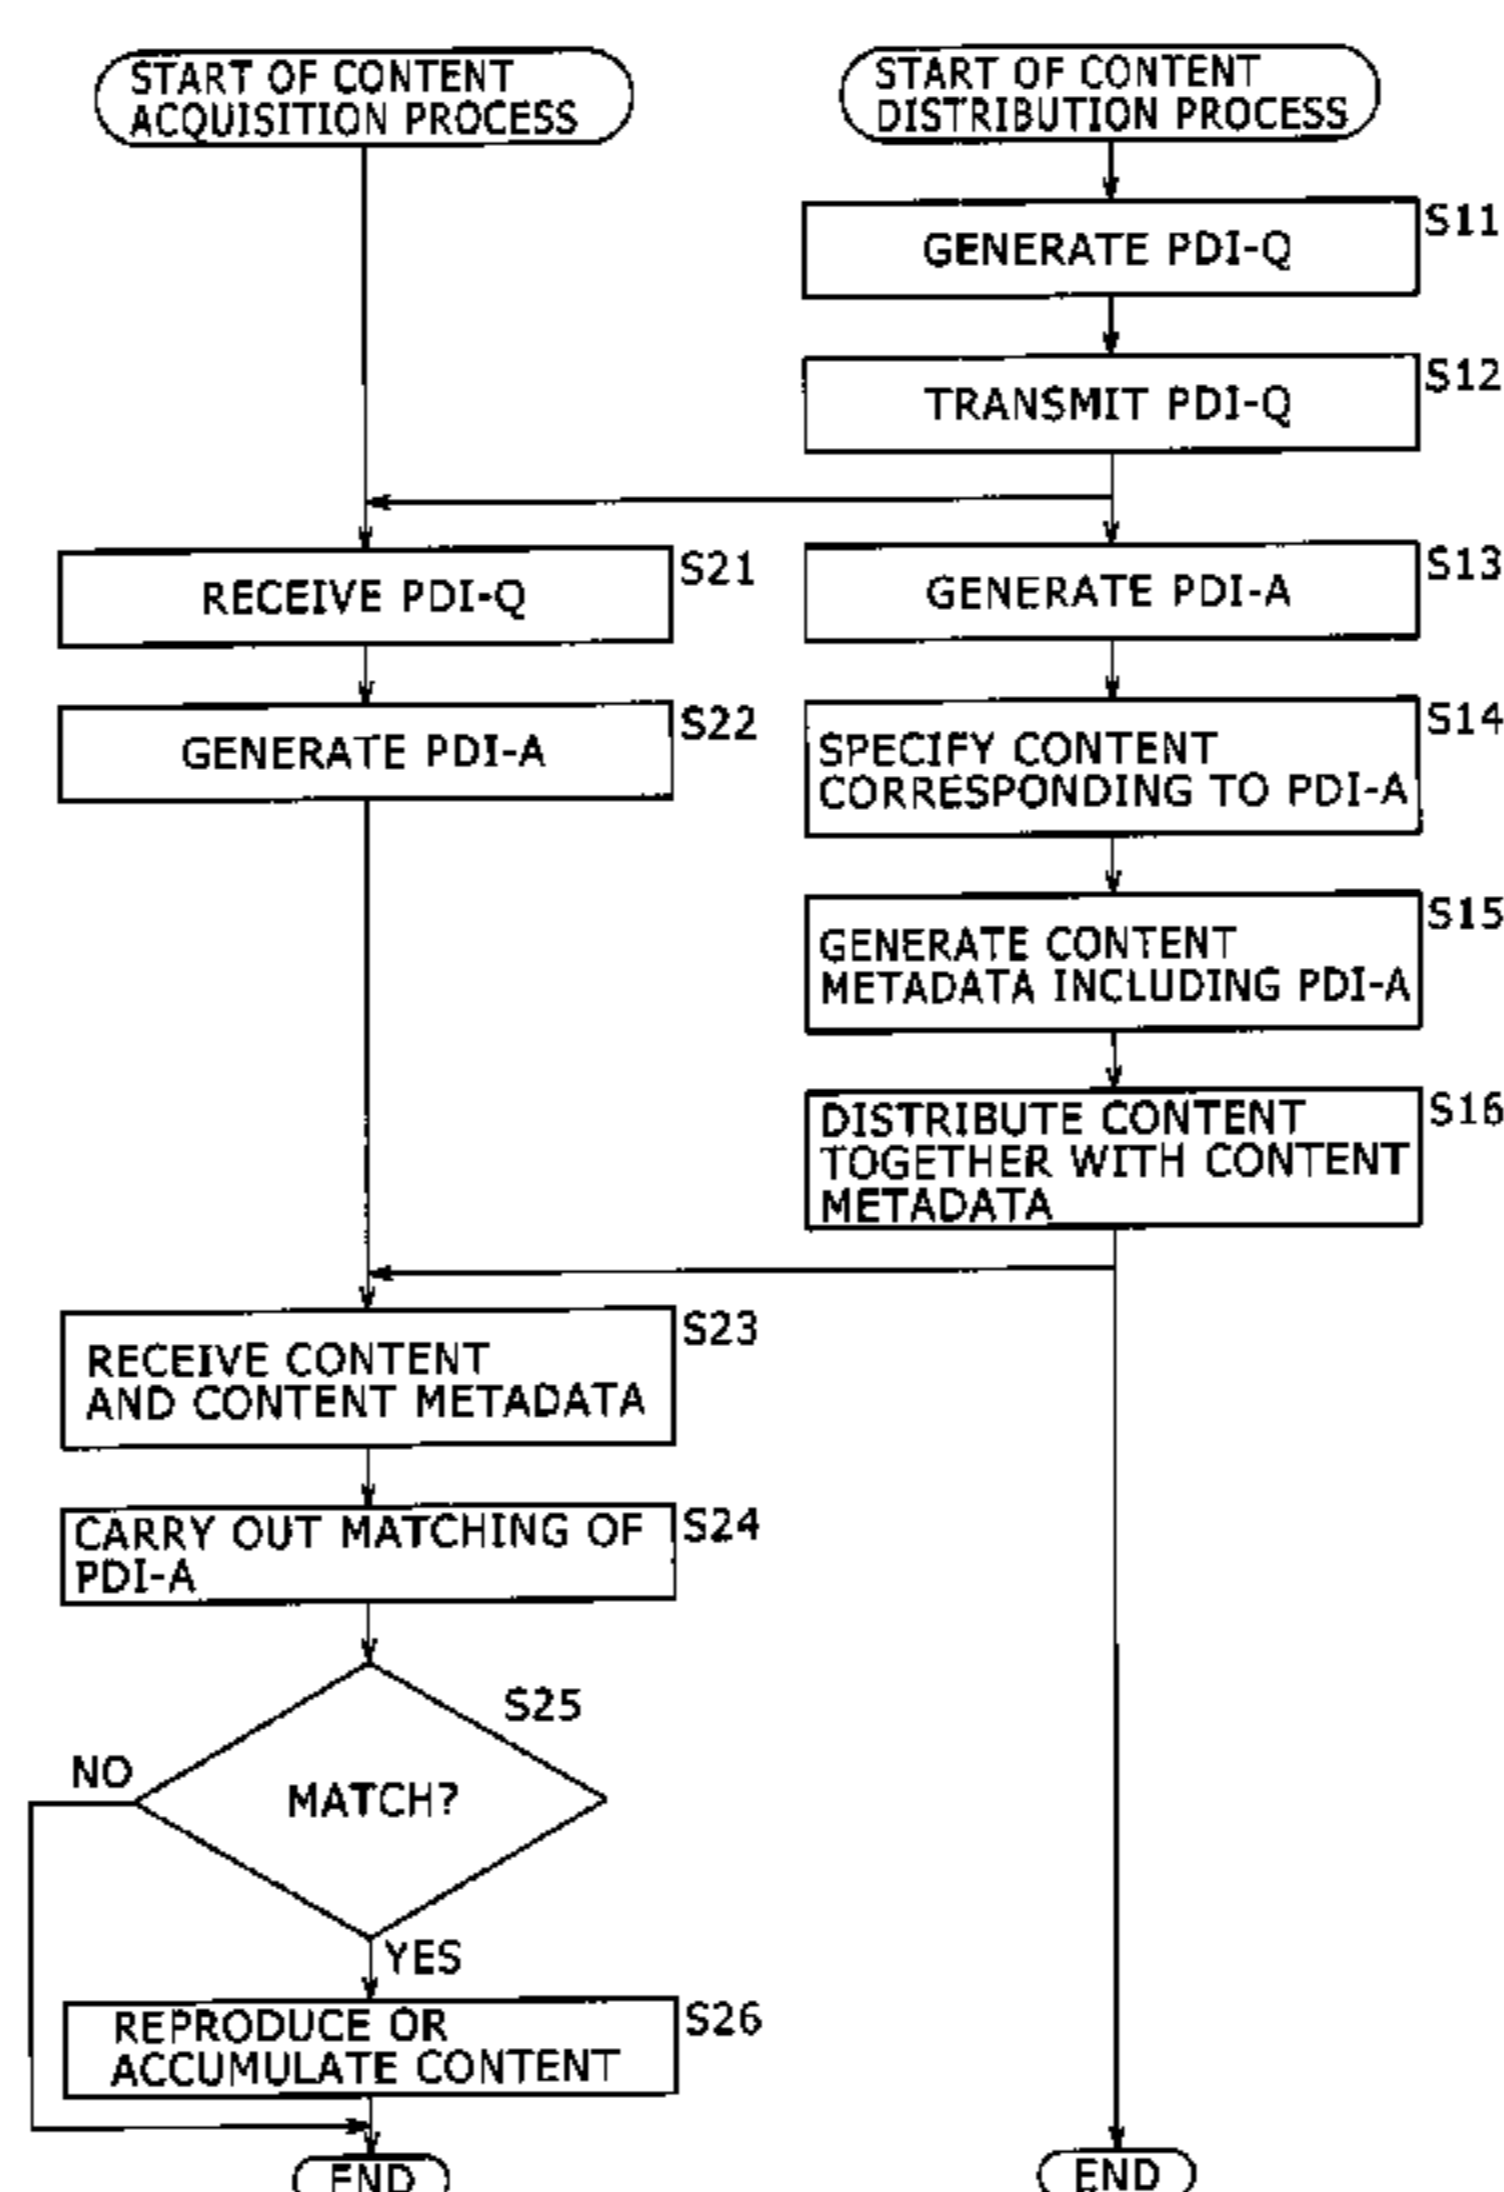 START OF CONTENT
ACQUISITION PROCESS
START OF CONTENT
DISTRIBUTION PROCESS
GENERATE PDI-Q
S11
TRANSMIT PDI-Q
S12
RECEIVE PDI-Q
S21
GENERATE PDI-A
S13
GENERATE PDI-A
S22
SPECIFY CONTENT
CORRESPONDING TO PDI-A
S14
GENERATE CONTENT
METADATA INCLUDING PDI-A
S15
DISTRIBUTE CONTENT
TOGETHER WITH CONTENT
METADATA
S16
RECEIVE CONTENT
AND CONTENT METADATA
S23
CARRY OUT MATCHING OF
PDI-A
S24
S25
NO
MATCH?
YES
REPRODUCE OR
ACCUMULATE CONTENT
S26
END
END